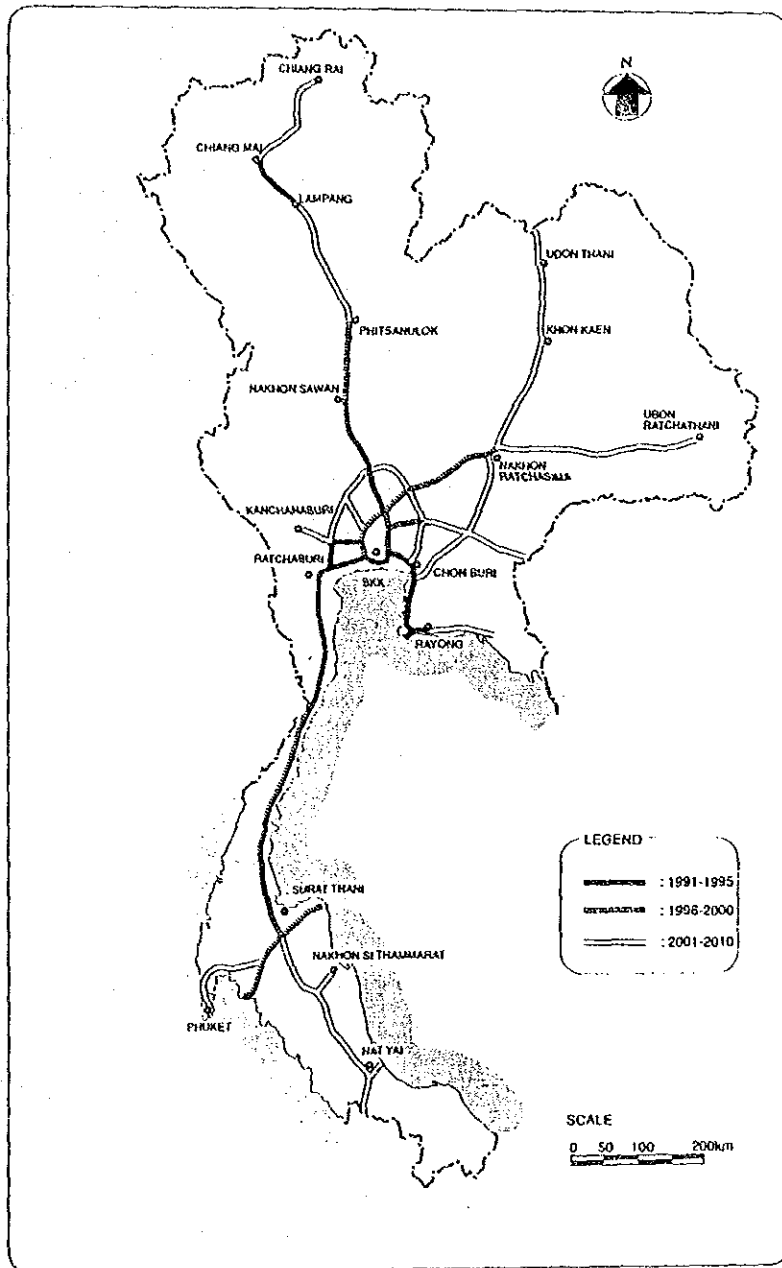 N
CHIANG RAI
CHIANG MAI
LAMPANG
UDON THANI
PHITSANULOK
KHON KAEN
NAKHON SAWAN
UBON
RATCHATHANI
NAKHON
RATCHASIMA
KANCHANABURI
RATCHABURI
BKK
CHON BURI
RAYONG
LEGEND
: 1991-1995
: 1996-2000
: 2001-2010
SURAT THANI
NAKHON SI THAMMARAT
PHUKET
HAT YAI
SCALE
0 50 100 200km